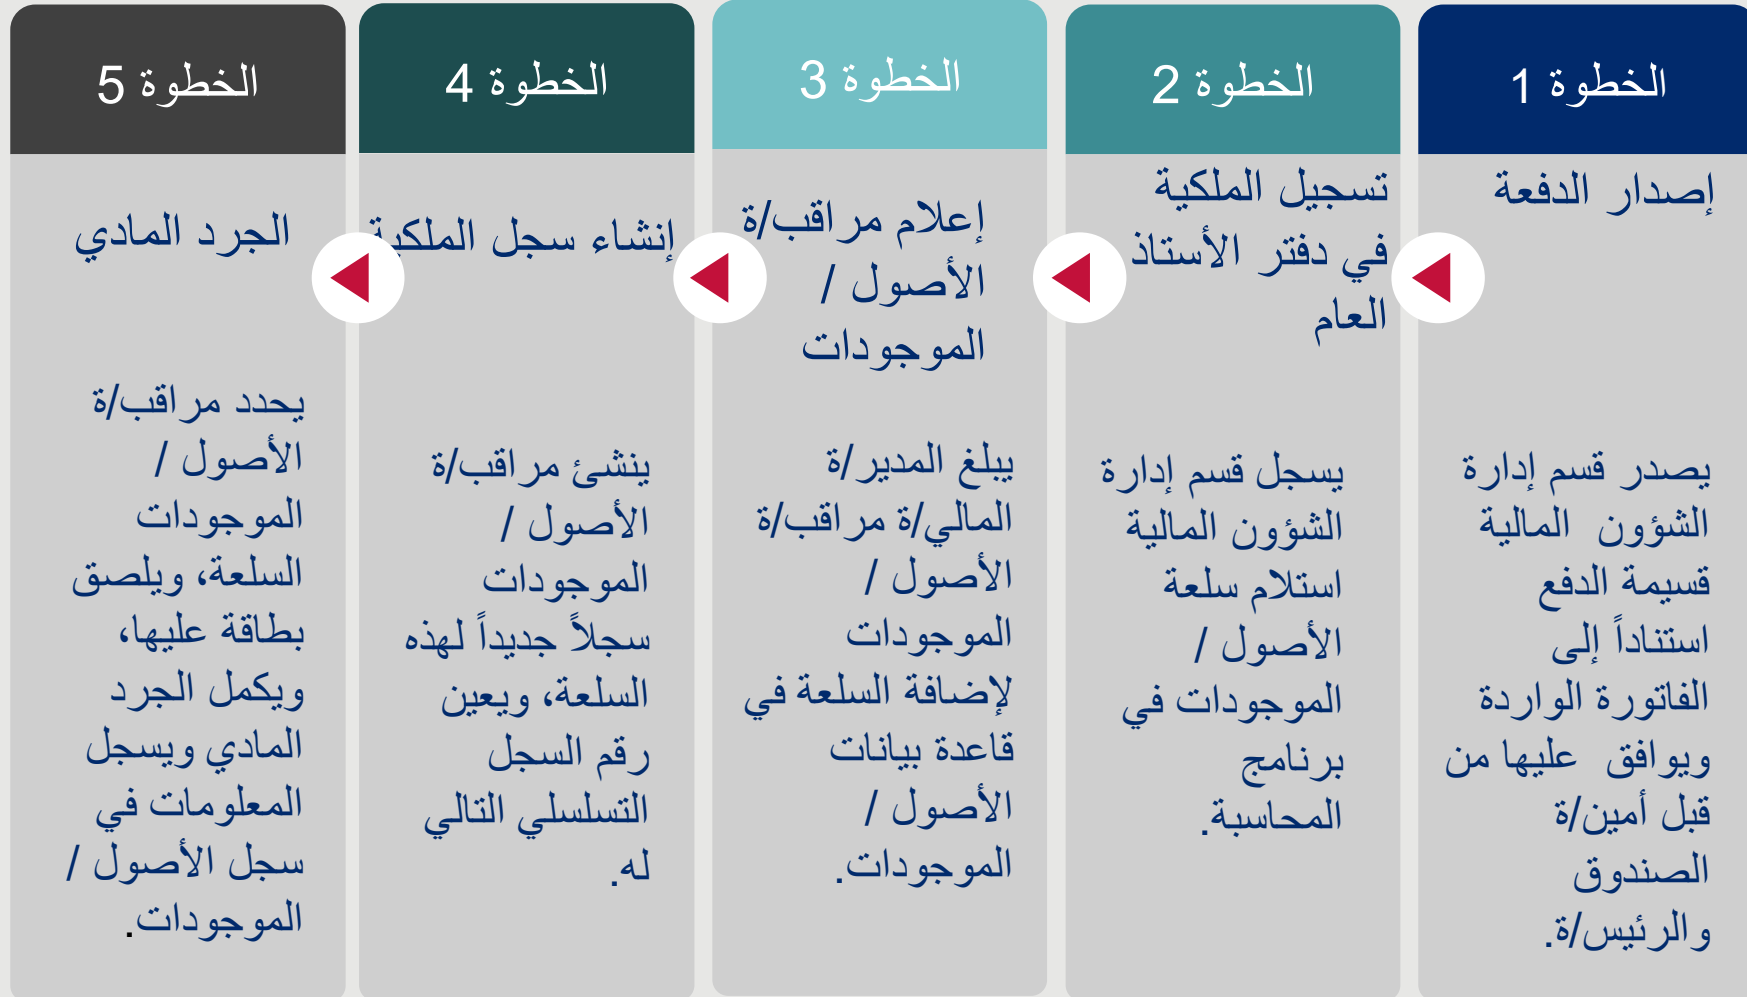 الخطوة 1
إصدار الدفعة
يصدر قسم إدارة
الشؤون المالية
قسيمة الدفع
استناداً إلى
الفاتورة الواردة
ويوافق عليها من
قبل أمين/ة
الصندوق
والرئيس/ة.
الخطوة 2
تسجيل الملكية
في دفتر الأستاذ
العام
يسجل قسم إدارة
الشؤون المالية
استلام سلعة
الأصول /
الموجودات في
برنامج
المحاسبة.
الخطوة 3
إعلام مراقب/ة
الأصول /
الموجودات
يبلغ المدير/ة
المالي/ة مراقب/ة
الأصول /
الموجودات
لإضافة السلعة في
قاعدة بيانات
الأصول /
الموجودات.
الخطوة 4
إنشاء سجل الملكية
ينشئ مراقب/ة
الأصول /
الموجودات
سجلاً جديداً لهذه
السلعة، ويعين
رقم السجل
التسلسلي التالي
له.
الخطوة 5
الجرد المادي
يحدد مراقب/ة
الأصول /
الموجودات
السلعة، ويلصق
بطاقة عليها،
ويكمل الجرد
المادي ويسجل
المعلومات في
سجل الأصول /
الموجودات.